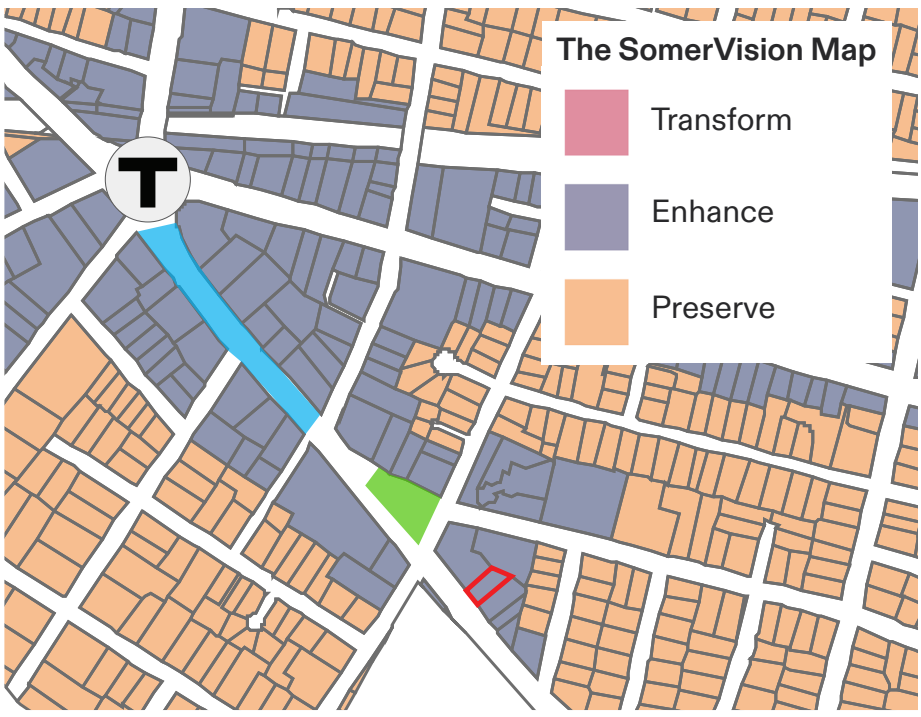 The SomerVision Map
Transform
Enhance
Preserve
T